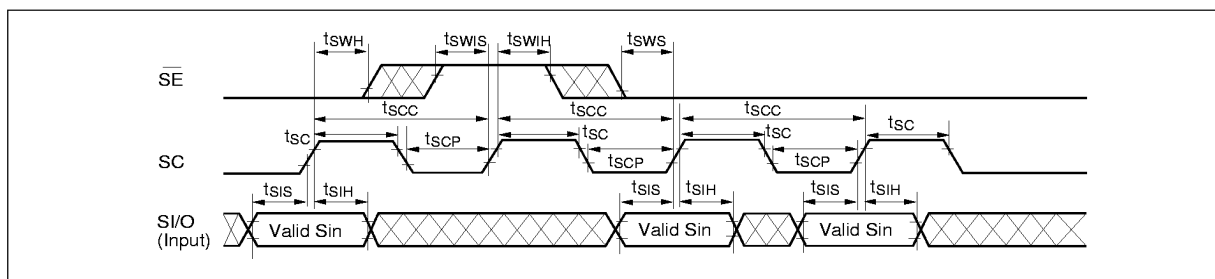 tSWH tSWIS tSWIH tSWS
SE
tSCC tSCC tSCC
tSC tSC tSC tSC
SC
tSCP tSCP tSCP
tSIS tSIH tSIS tSIH tSIS tSIH
SI/O
(Input)
Valid Sin Valid Sin Valid Sin